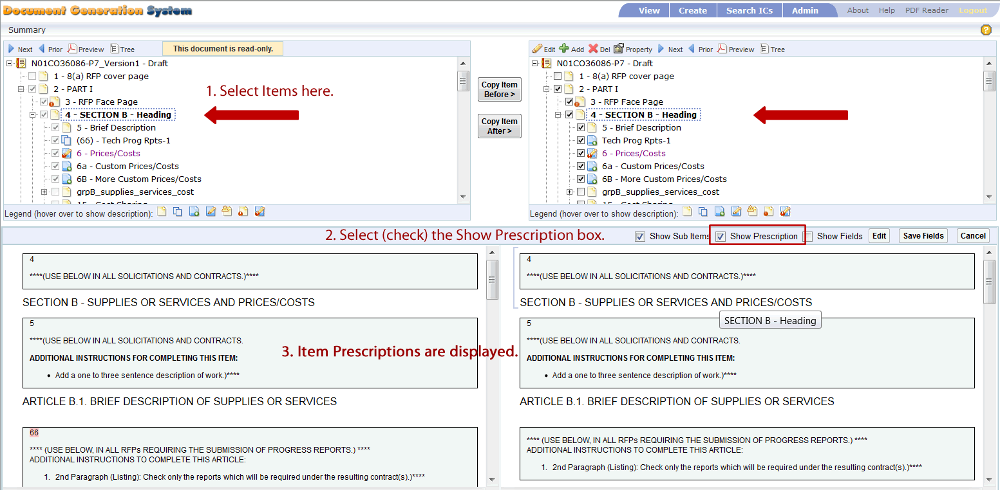 Document Generation System
View Create Search ICs Admin About Help PDF Reader Logout
Summary
Next Prior Preview Tree This document is read-only.
N01CO36086-P7_Version1 - Draft
1 - 8(a) RFP cover page
2 - PART I
3 - RFP Face Page
4 - SECTION B - Heading
5 - Brief Description
(66) - Tech Prog Rpts-1
6 - Prices/Costs
6a - Custom Prices/Costs
6B - More Custom Prices/Costs
grpB_supplies_services_cost
15 - Cost Sharing
Legend (hover over to show description):
1. Select Items here.
Copy Item
Before >
Copy Item
After >
Edit Add Del Property Next Prior Preview Tree
N01CO36086-P7 - Draft
1 - 8(a) RFP cover page
2 - PART I
3 - RFP Face Page
4 - SECTION B - Heading
5 - Brief Description
Tech Prog Rpts-1
6 - Prices/Costs
6a - Custom Prices/Costs
6B - More Custom Prices/Costs
grpB_supplies_services_cost
15 - Cost Sharing
Legend (hover over to show description):
2. Select (check) the Show Prescription box. Show Sub Items Show Prescription Show Fields Edit Save Fields Cancel
4
****(USE BELOW IN ALL SOLICITATIONS AND CONTRACTS.)****
SECTION B - SUPPLIES OR SERVICES AND PRICES/COSTS
5
****(USE BELOW IN ALL SOLICITATIONS AND CONTRACTS.
ADDITIONAL INSTRUCTIONS FOR COMPLETING THIS ITEM:
• Add a one to three sentence description of work.)****
ARTICLE B.1. BRIEF DESCRIPTION OF SUPPLIES OR SERVICES
66
**** (USE BELOW, IN ALL RFPs REQUIRING THE SUBMISSION OF PROGRESS REPORTS.) ****
ADDITIONAL INSTRUCTIONS TO COMPLETE THIS ARTICLE:
1. 2nd Paragraph (Listing): Check only the reports which will be required under the resulting contract(s).)****
3. Item Prescriptions are displayed.
4
****(USE BELOW IN ALL SOLICITATIONS AND CONTRACTS.)****
SECTION B - SUPPLIES OR SERVICES AND PRICES/COSTS
SECTION B - Heading
5
****(USE BELOW IN ALL SOLICITATIONS AND CONTRACTS.
ADDITIONAL INSTRUCTIONS FOR COMPLETING THIS ITEM:
• Add a one to three sentence description of work.)****
ARTICLE B.1. BRIEF DESCRIPTION OF SUPPLIES OR SERVICES
**** (USE BELOW, IN ALL RFPs REQUIRING THE SUBMISSION OF PROGRESS REPORTS.) ****
ADDITIONAL INSTRUCTIONS TO COMPLETE THIS ARTICLE:
1. 2nd Paragraph (Listing): Check only the reports which will be required under the resulting contract(s).)****